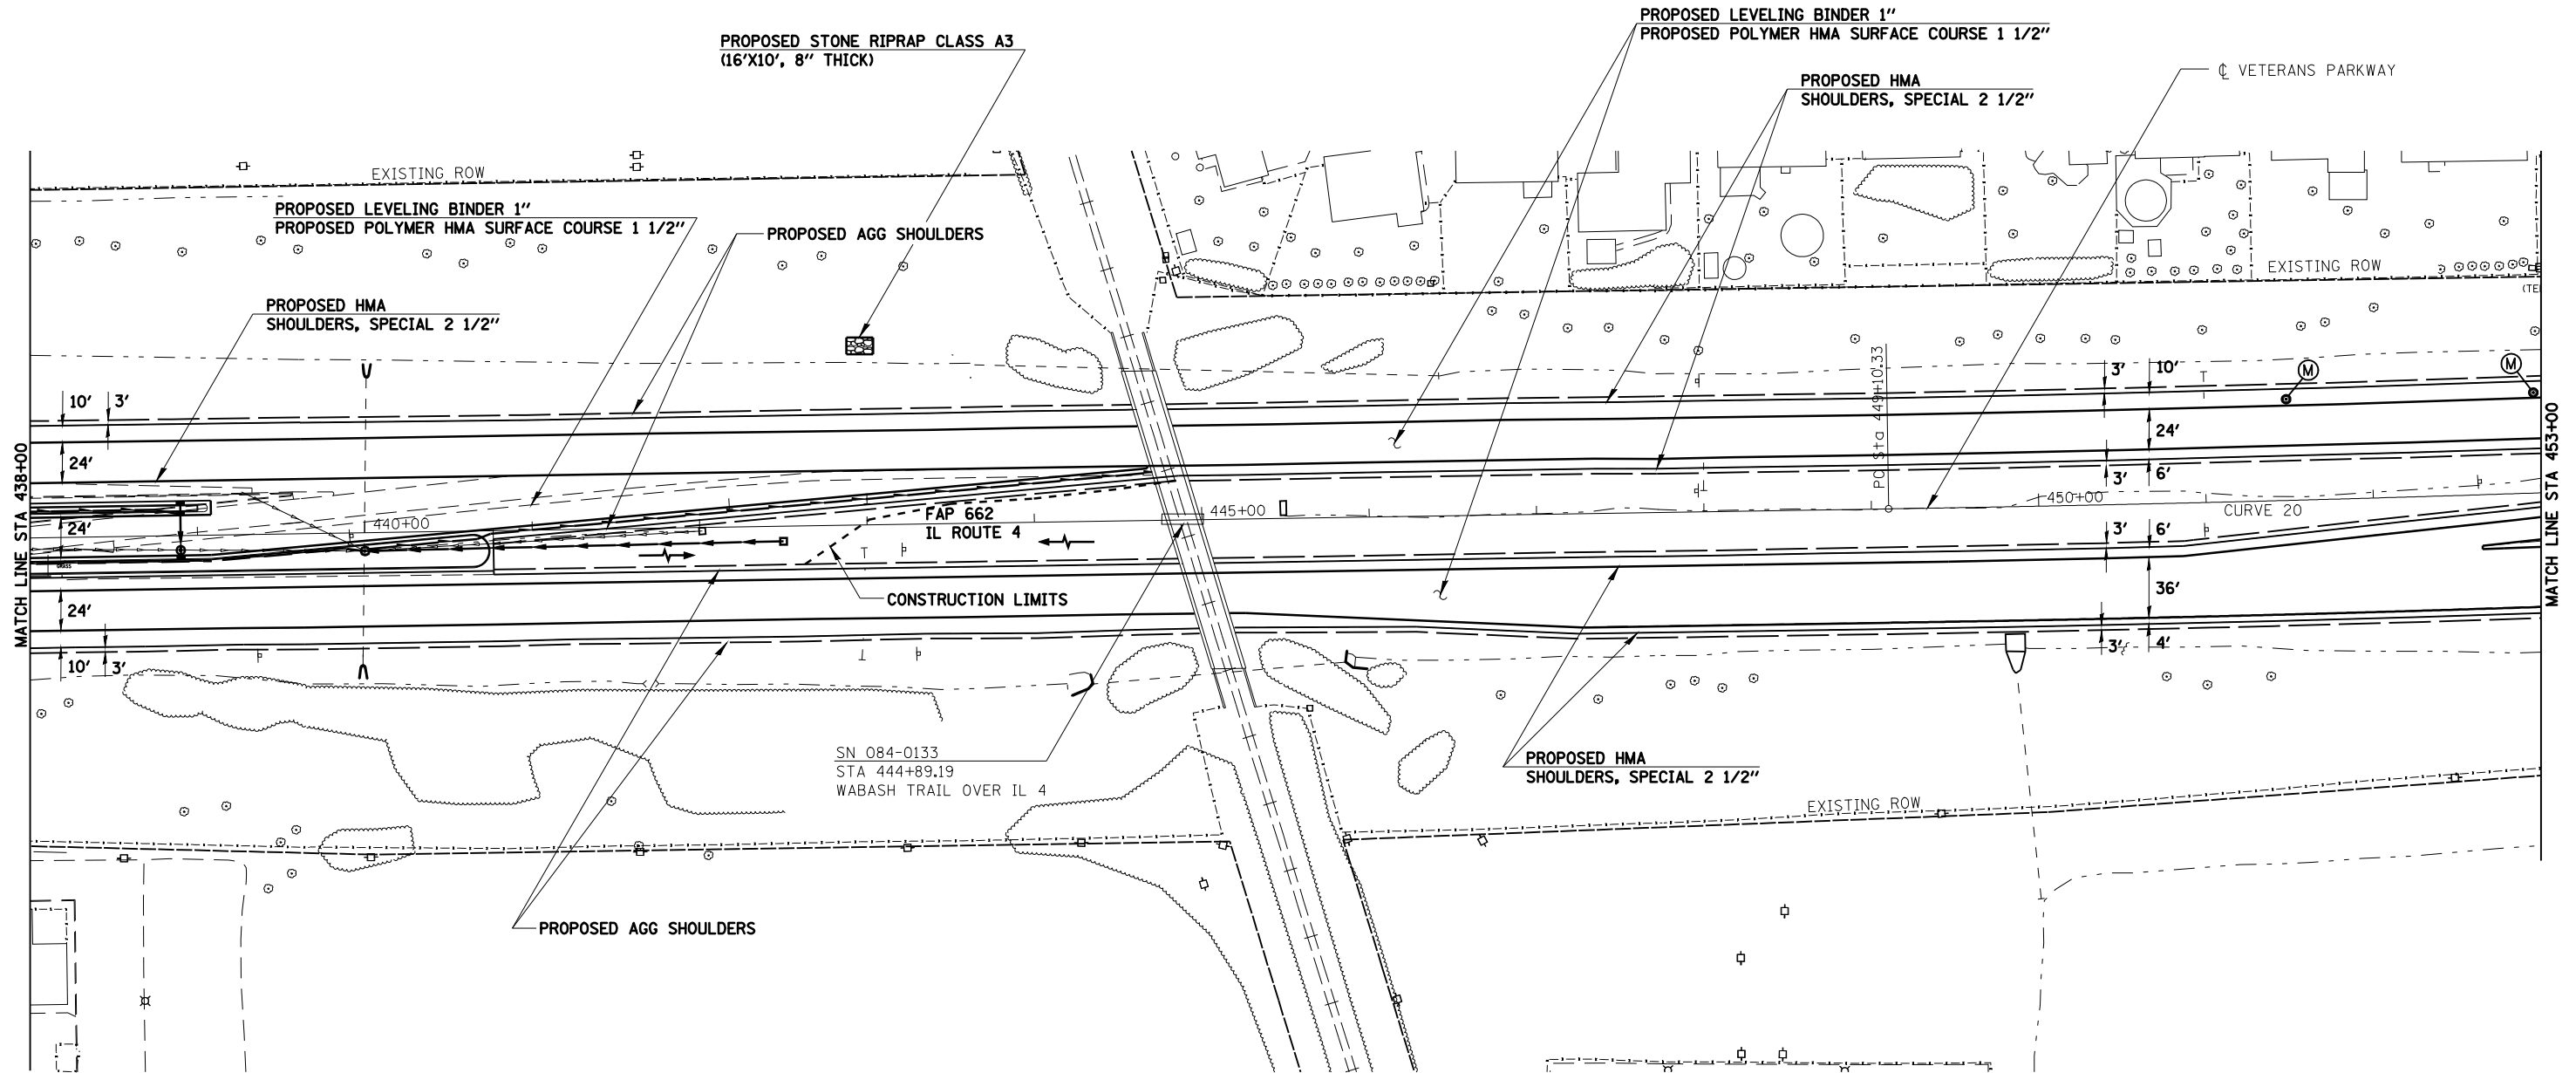 PROPOSED LEVELING BINDER 1"
PROPOSED POLYMER HMA SURFACE COURSE 1 1/2"
PROPOSED STONE RIPRAP CLASS A3
(16'X10', 8" THICK)
℄ VETERANS PARKWAY
PROPOSED HMA
SHOULDERS, SPECIAL 2 1/2"
EXISTING ROW
PROPOSED LEVELING BINDER 1"
PROPOSED POLYMER HMA SURFACE COURSE 1 1/2"
PROPOSED AGG SHOULDERS
EXISTING ROW
(TE
PROPOSED HMA
SHOULDERS, SPECIAL 2 1/2"
PC Sta 449+10.33
M
M
3'
10'
10'
3'
24'
24'
3'
6'
MATCH LINE STA 438+00
MATCH LINE STA 453+00
450+00
CURVE 20
445+00
FAP 662
IL ROUTE 4
440+00
24'
3'
6'
GRASS
36'
CONSTRUCTION LIMITS
24'
3'
4'
10'
3'
SN 084-0133
STA 444+89.19
WABASH TRAIL OVER IL 4
PROPOSED HMA
SHOULDERS, SPECIAL 2 1/2"
EXISTING ROW
PROPOSED AGG SHOULDERS